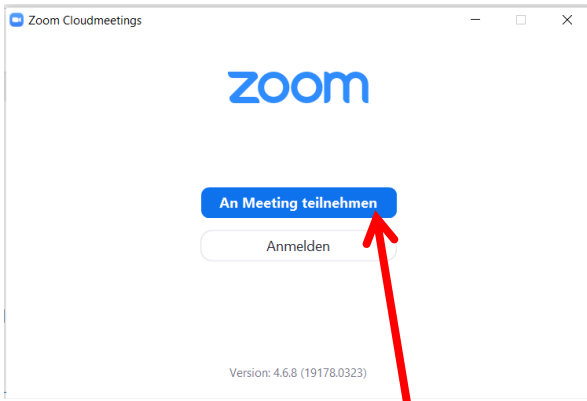 Zoom Cloudmeetings
zoom
An Meeting teilnehmen
Anmelden
Version: 4.6.8 (19178.0323)